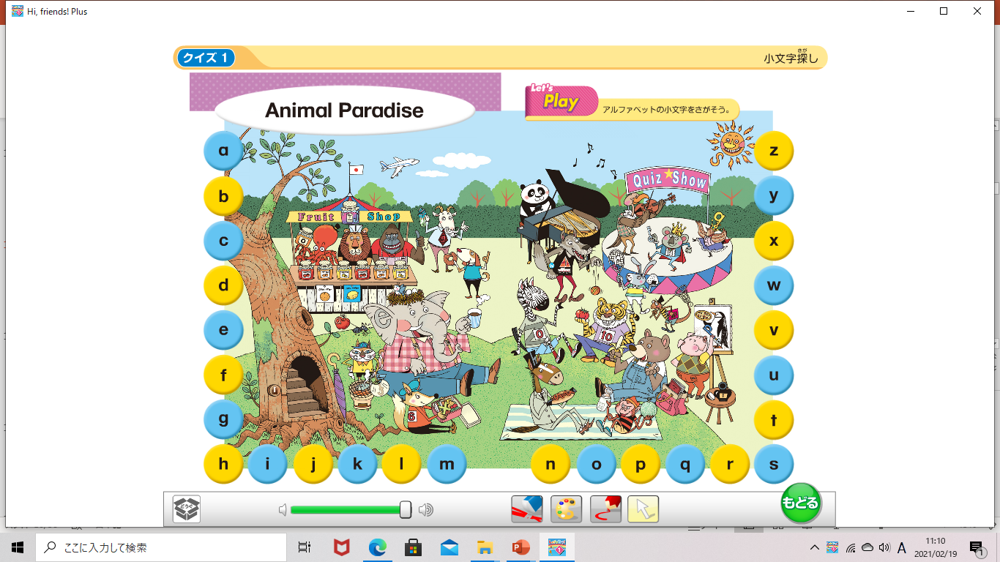 Hi, friends! Plus
クイズ 1
小文字探し
さが
Animal Paradise
Let's
Play
アルファベットの小文字をさがそう。
a
z
Quiz Show
b
y
Fruit Shop
c
x
d
w
e
v
0
10
f
u
i
g
t
8
h
i
j
k
l
m
n
o
p
q
r
s
どうぐ
もどる
ここに入力して検索
A
11:10
2021/02/19
1